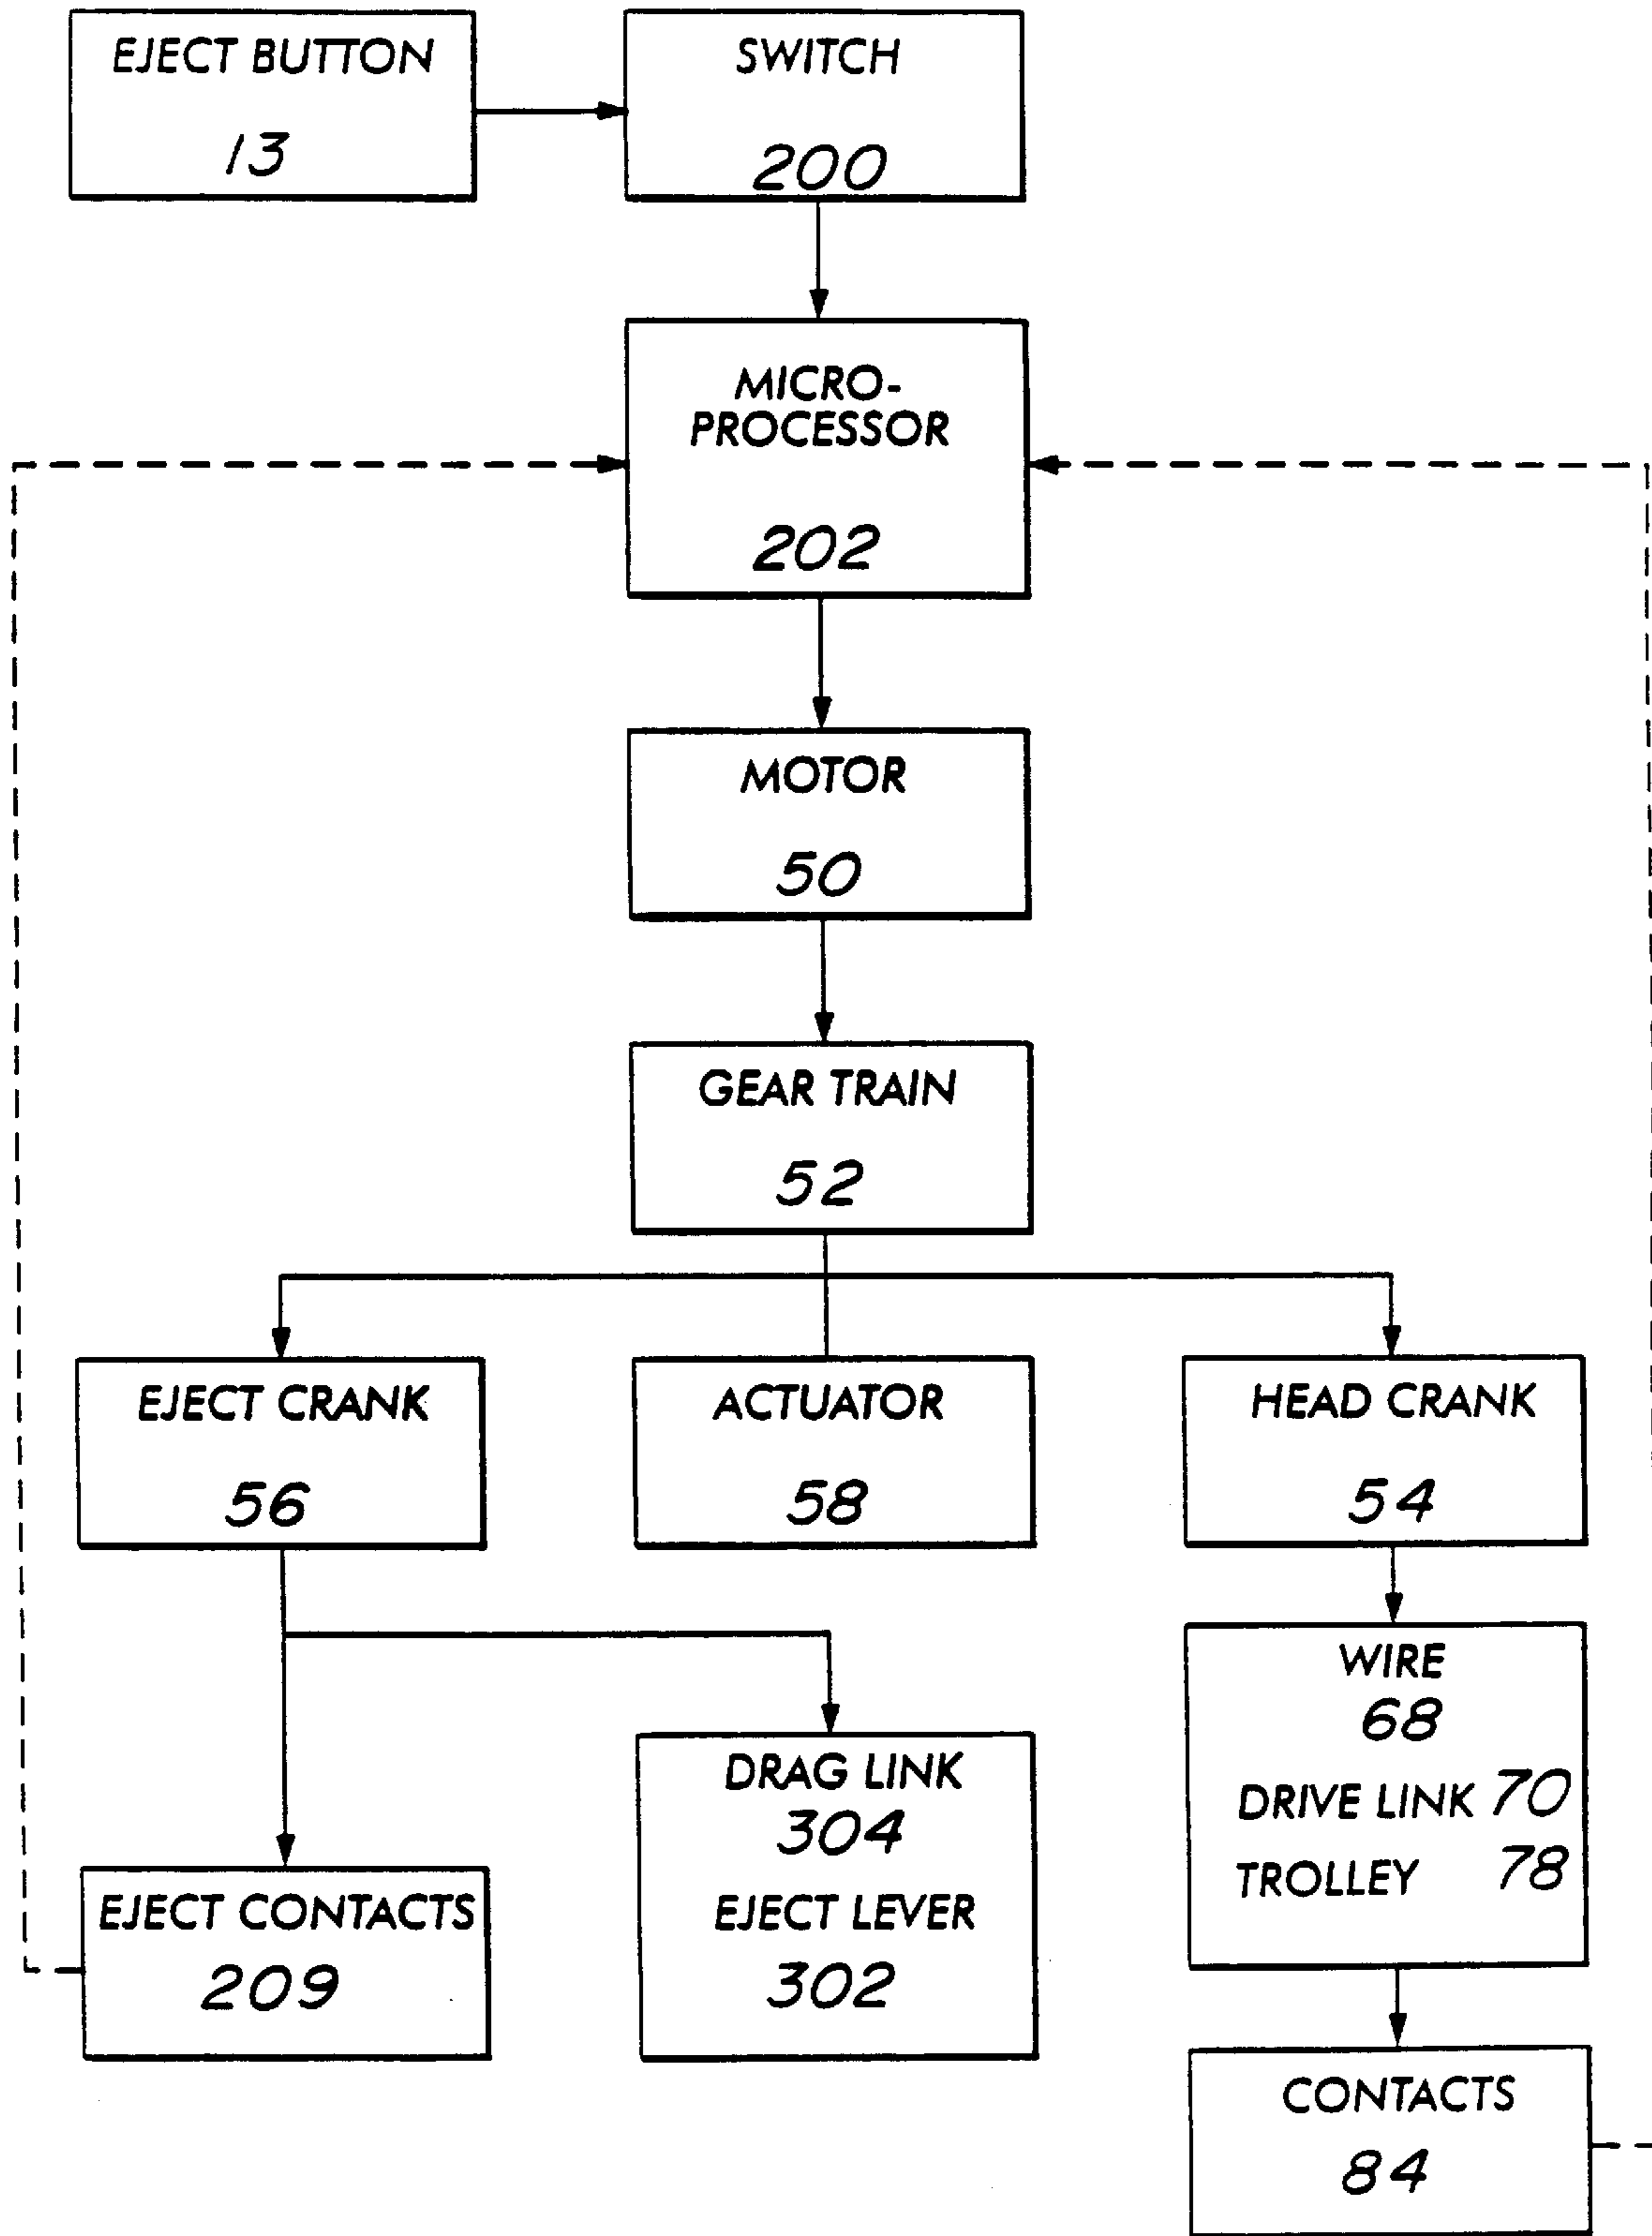 EJECT BUTTON
13
SWITCH
200
MICRO-
PROCESSOR
202
MOTOR
50
GEAR TRAIN
52
EJECT CRANK
56
ACTUATOR
58
HEAD CRANK
54
WIRE
68
DRIVE LINK 70
TROLLEY 78
DRAG LINK
304
EJECT LEVER
302
EJECT CONTACTS
209
CONTACTS
84